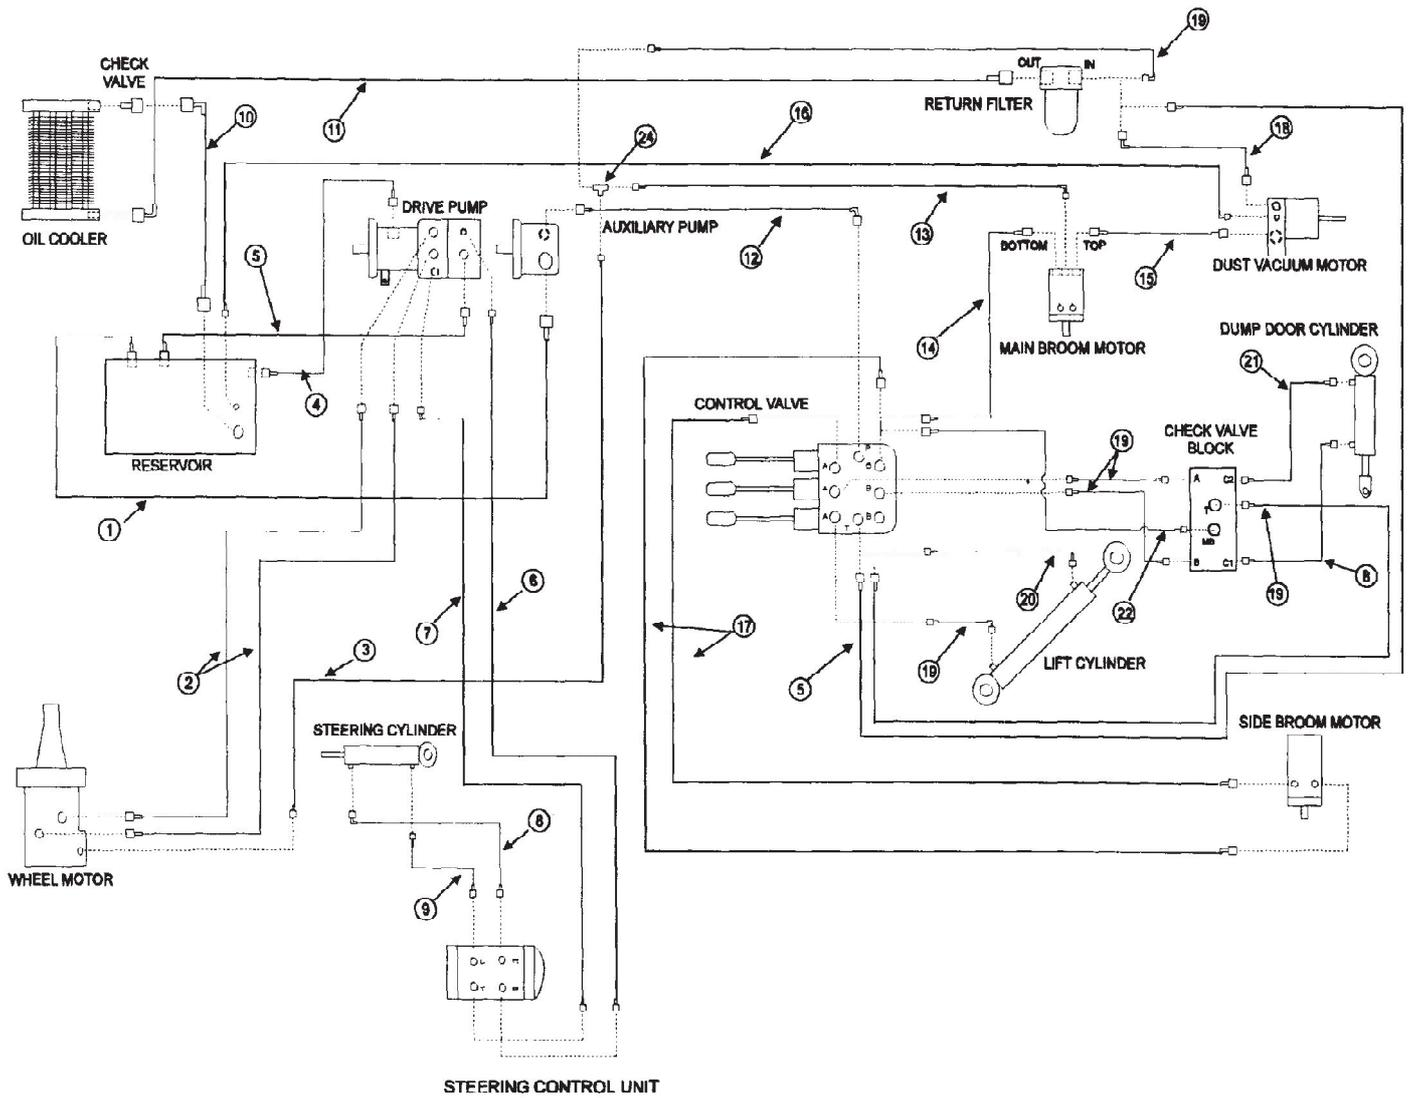 19
CHECK
VALVE
OUT
IN
RETURN FILTER
10
11
16
24
18
OIL COOLER
DRIVE PUMP
AUXILIARY PUMP
5
12
13
BOTTOM
TOP
15
DUST VACUUM MOTOR
14
MAIN BROOM MOTOR
DUMP DOOR CYLINDER
21
4
CONTROL VALVE
CHECK VALVE
BLOCK
19
RESERVOIR
A
B
A
B
A
T
B
A
C2
T
MB
B
C1
1
6
7
20
22
19
8
2
3
17
5
19
LIFT CYLINDER
STEERING CYLINDER
SIDE BROOM MOTOR
8
WHEEL MOTOR
9
STEERING CONTROL UNIT